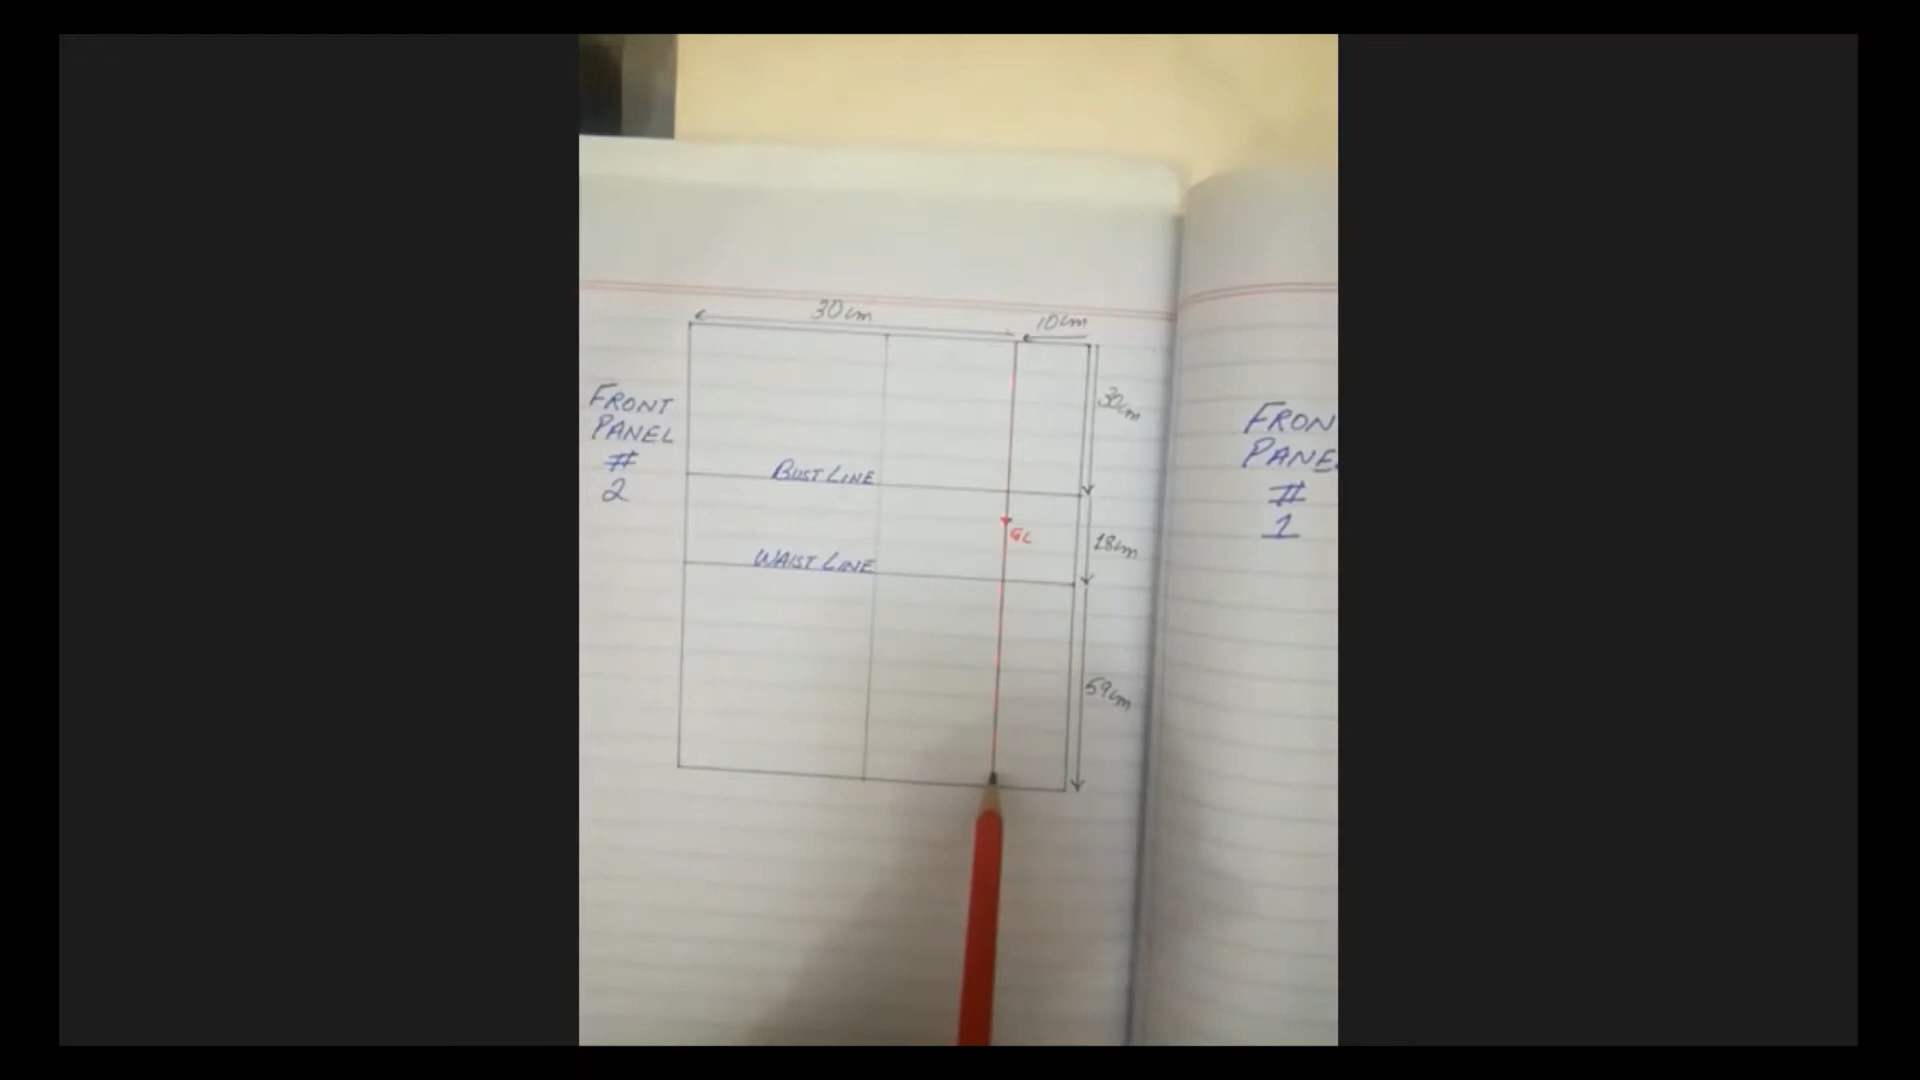 30cm
10cm
30cm
FRONT
PANEL
#
2
BUST LINE
GL
18cm
WAIST LINE
59cm
FRON
PANE
#
1